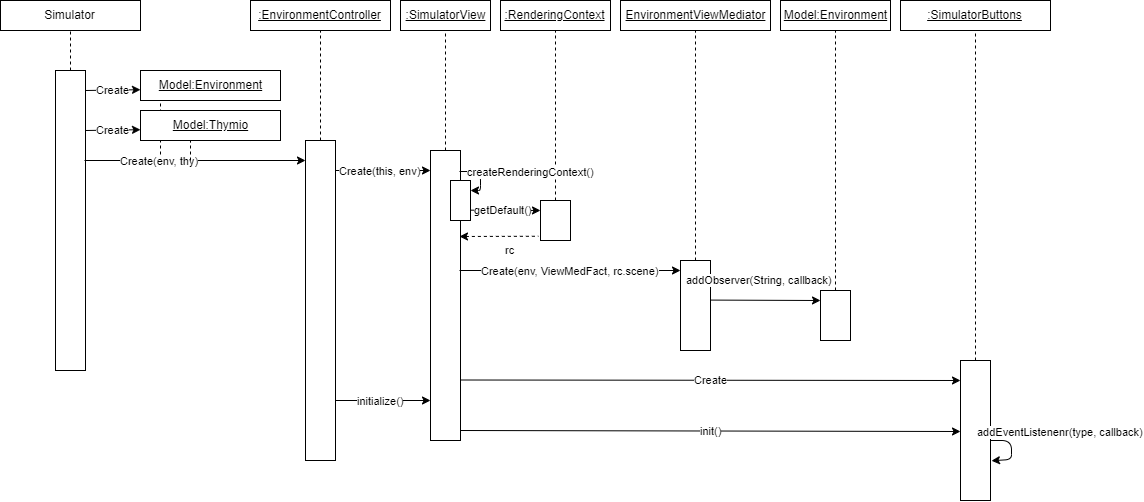 Simulator
:EnvironmentController
:SimulatorView
:RenderingContext
EnvironmentViewMediator
Model:Environment
:SimulatorButtons
Create
Model:Environment
Create
Model:Thymio
Create(env, thy)
Create(this, env)
createRenderingContext()
getDefault()
rc
Create(env, ViewMedFact, rc.scene)
addObserver(String, callback)
Create
initialize()
init()
addEventListenenr(type, callback)